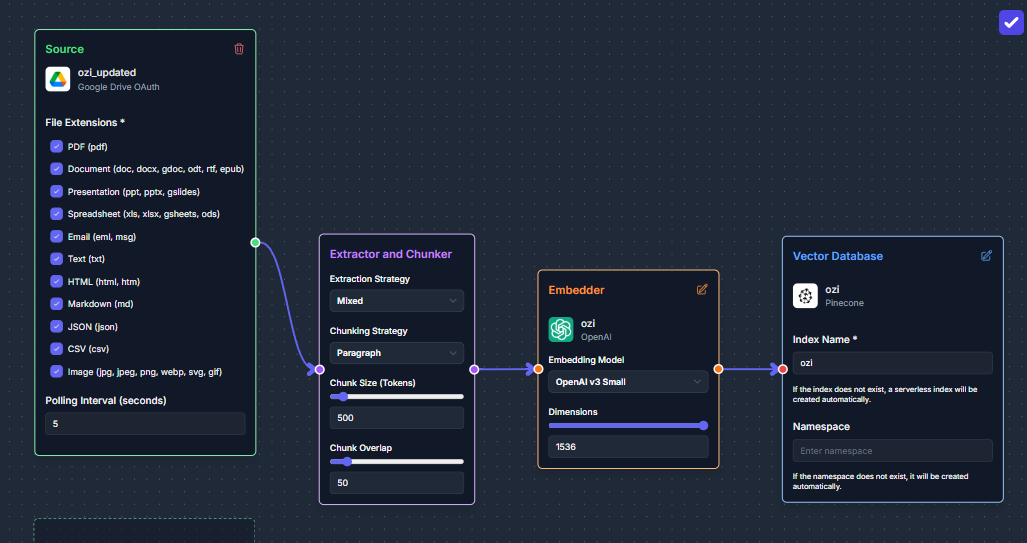 Source
ozi_updated
Google Drive OAuth
File Extensions *
PDF (pdf)
Document (doc, docx, gdoc, odt, rtf, epub)
Presentation (ppt, pptx, gslides)
Spreadsheet (xls, xlsx, gsheets, ods)
Email (eml, msg)
Text (txt)
HTML (html, htm)
Markdown (md)
JSON (json)
CSV (csv)
Image (jpg, jpeg, png, webp, svg, gif)
Polling Interval (seconds)
5
Extractor and Chunker
Extraction Strategy
Mixed
Chunking Strategy
Paragraph
Chunk Size (Tokens)
500
Chunk Overlap
50
Embedder
ozi
OpenAI
Embedding Model
OpenAI v3 Small
Dimensions
1536
Vector Database
ozi
Pinecone
Index Name *
ozi
If the index does not exist, a serverless index will be
created automatically.
Namespace
Enter namespace
If the namespace does not exist, it will be created
automatically.